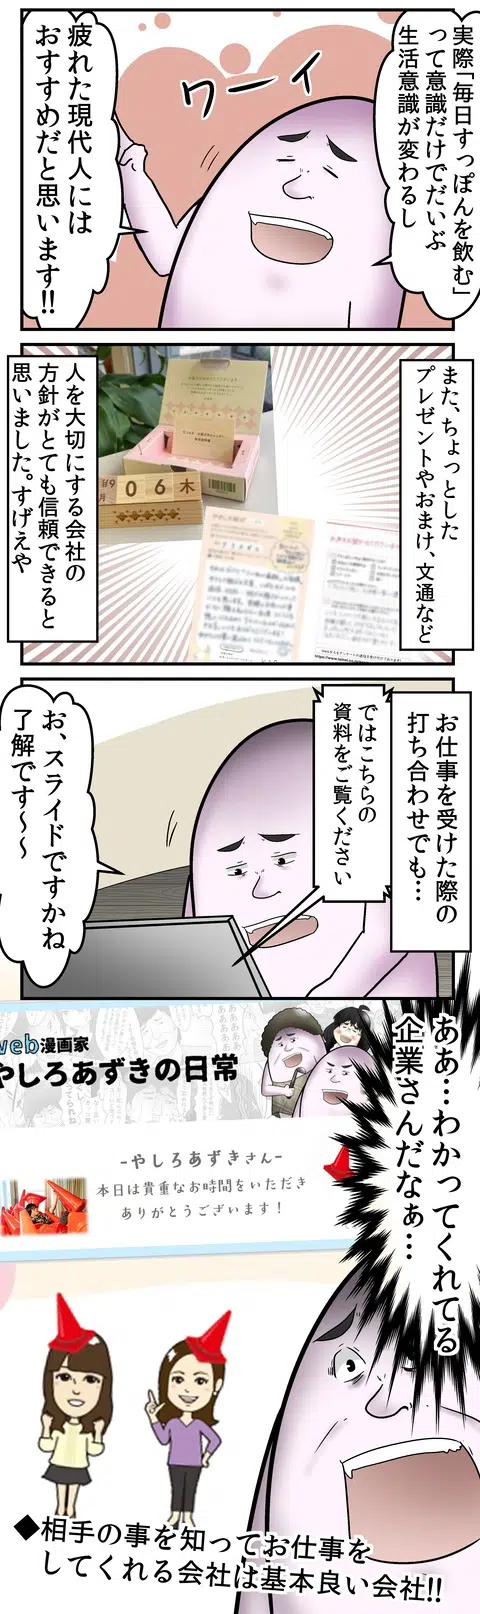 実際「毎日すっぽんを飲む」
って意識だけでだいぶ
生活意識が変わるし
ワーイ
疲れた現代人には
おすすめだと思います!!
また、ちょっとした
プレゼントやおまけ、文通など
人を大切にする会社の
方針がとても信頼できると
思いました。すげえや
06
木
お仕事を受けた際の
打ち合わせでも…
ではこちらの
資料をご覧ください
お、スライドですかね
了解です〜〜
web漫画家
やしろあずきの日常
-やしろあずきさん-
本日は貴重なお時間をいただき
ありがとうございます!
ああ…わかってくれてる
企業さんだなぁ…
◆相手の事を知ってお仕事を
してくれる会社は基本良い会社!!